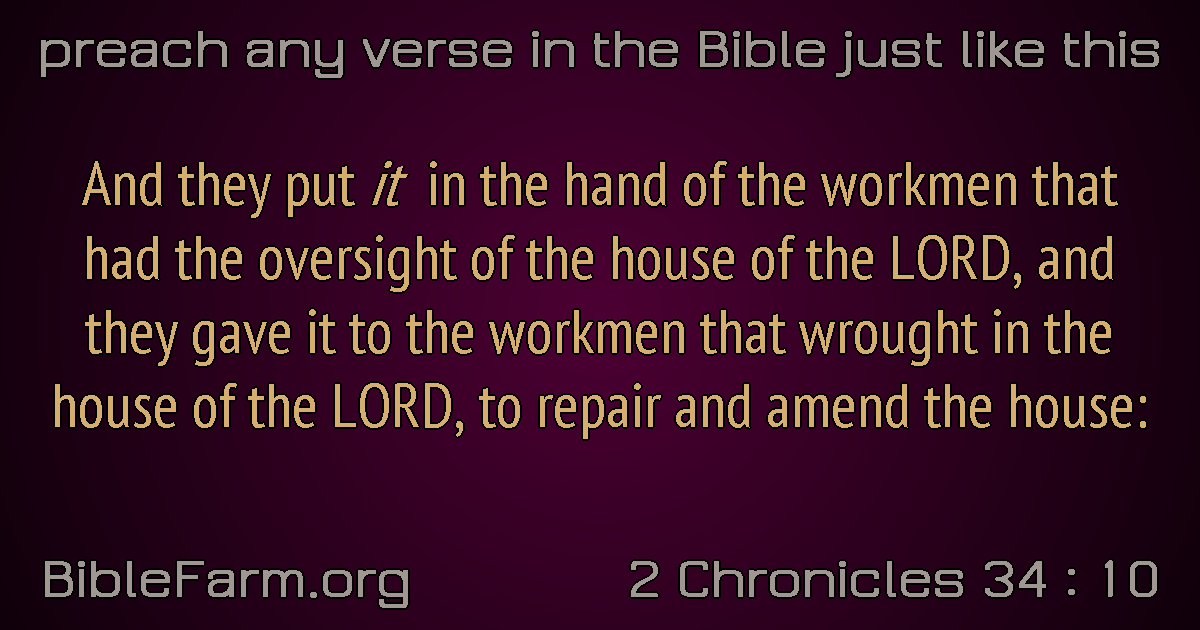 preach any verse in the Bible just like this
And they put it in the hand of the workmen that
had the oversight of the house of the LORD, and
they gave it to the workmen that wrought in the
house of the LORD, to repair and amend the house:
BibleFarm.org
2 Chronicles 34 : 10